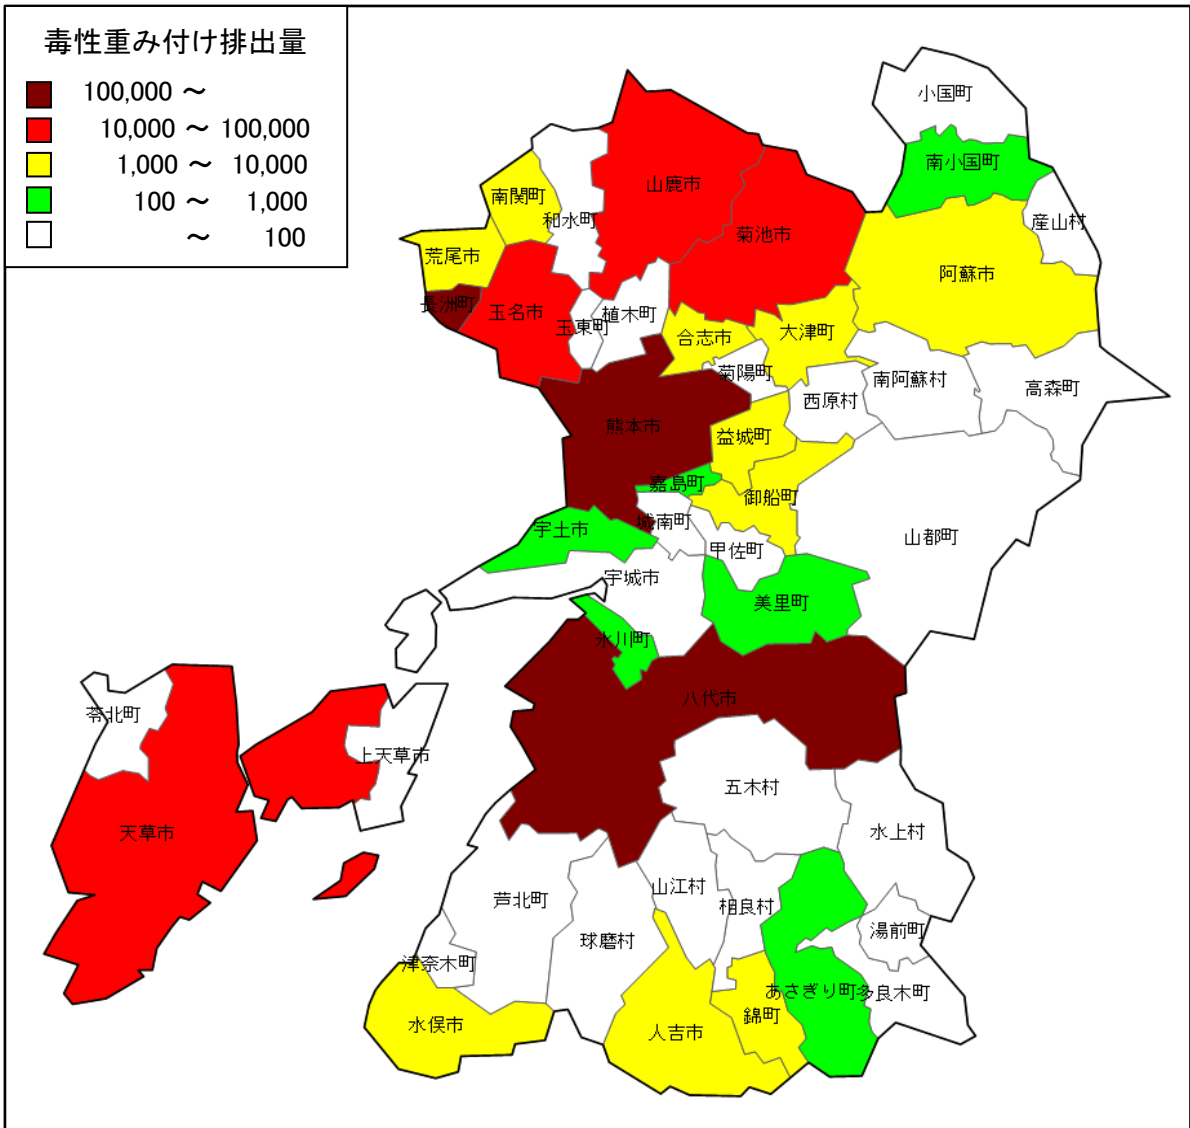 毒性重み付け排出量
100,000 ~
10,000 ~ 100,000
1,000 ~ 10,000
100 ~ 1,000
~ 100
小国町
南小国町
産山村
山鹿市
南関町
和水町
菊池市
荒尾市
阿蘇市
長洲町
玉名市
玉東町
植木町
合志市
大津町
菊陽町
南阿蘇村
高森町
西原村
熊本市
益城町
嘉島町
御船町
城南町
宇土市
甲佐町
山都町
宇城市
美里町
氷川町
八代市
苓北町
上天草市
五木村
天草市
水上村
芦北町
山江村
相良村
球磨村
湯前町
津奈木町
あさぎり町
多良木町
水俣市
人吉市
錦町